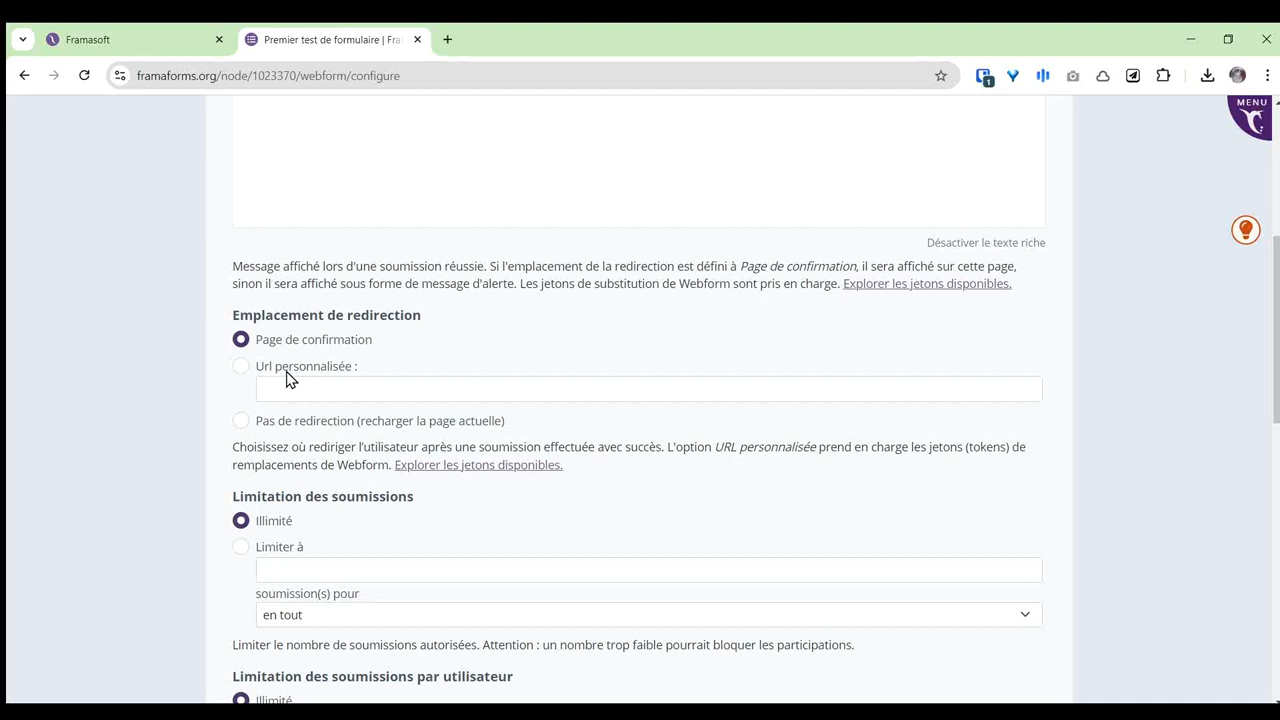 Framasoft
Premier test de formulaire | Fra
framaforms.org/node/1023370/webform/configure
1
MENU
Désactiver le texte riche
Message affiché lors d'une soumission réussie. Si l'emplacement de la redirection est défini à Page de confirmation, il sera affiché sur cette page,
sinon il sera affiché sous forme de message d'alerte. Les jetons de substitution de Webform sont pris en charge. Explorer les jetons disponibles.
Emplacement de redirection
Page de confirmation
Url personnalisée :
Pas de redirection (recharger la page actuelle)
Choisissez où rediriger l'utilisateur après une soumission effectuée avec succès. L'option URL personnalisée prend en charge les jetons (tokens) de
remplacements de Webform. Explorer les jetons disponibles.
Limitation des soumissions
Illimité
Limiter à
soumission(s) pour
en tout
Limiter le nombre de soumissions autorisées. Attention : un nombre trop faible pourrait bloquer les participations.
Limitation des soumissions par utilisateur
Illimité